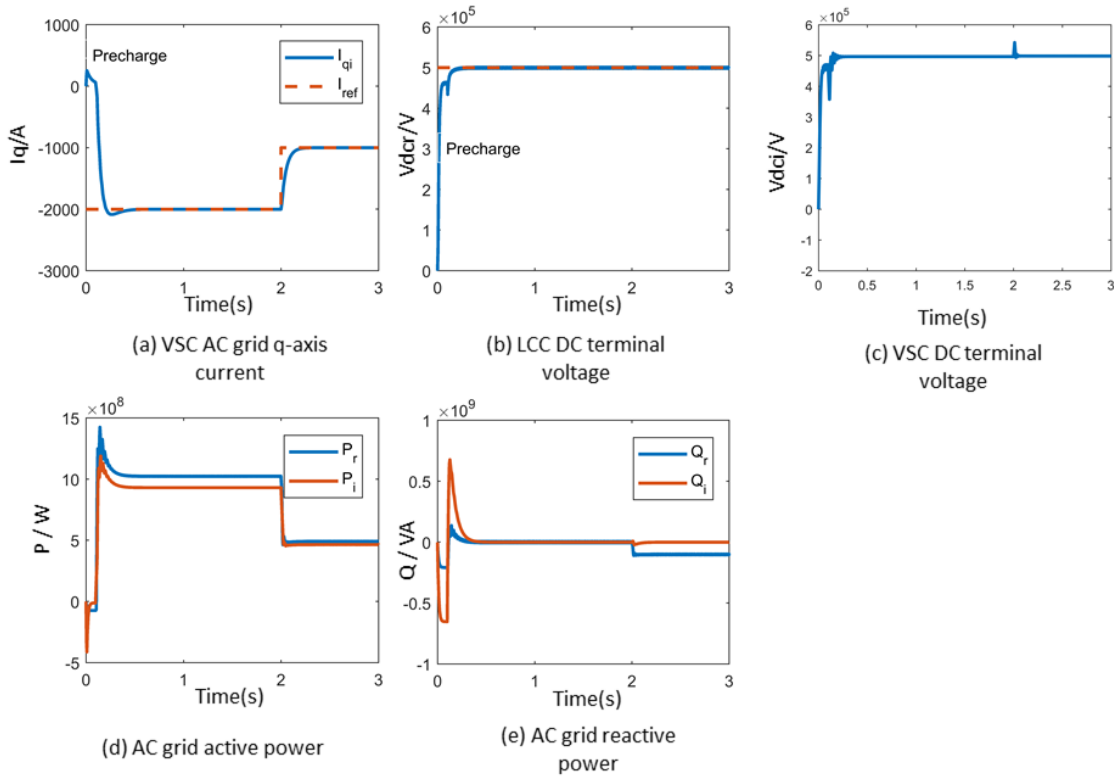 1000
0
-1000
-2000
-3000
Iq/A
Precharge
I_qi
I_ref
0
1
2
3
Time(s)
(a) VSC AC grid q-axis
current
×10^5
6
5
4
3
2
1
0
Vdcr/V
Precharge
0
1
2
3
Time(s)
(b) LCC DC terminal
voltage
×10^5
6
5
4
3
2
1
0
-1
-2
Vdci/V
0
0.5
1
1.5
2
2.5
3
Time(s)
(c) VSC DC terminal
voltage
×10^8
15
10
5
0
-5
P / W
P_r
P_i
0
1
2
3
Time(s)
(d) AC grid active power
×10^9
1
0.5
0
-0.5
-1
Q / VA
Q_r
Q_i
0
1
2
3
Time(s)
(e) AC grid reactive
power